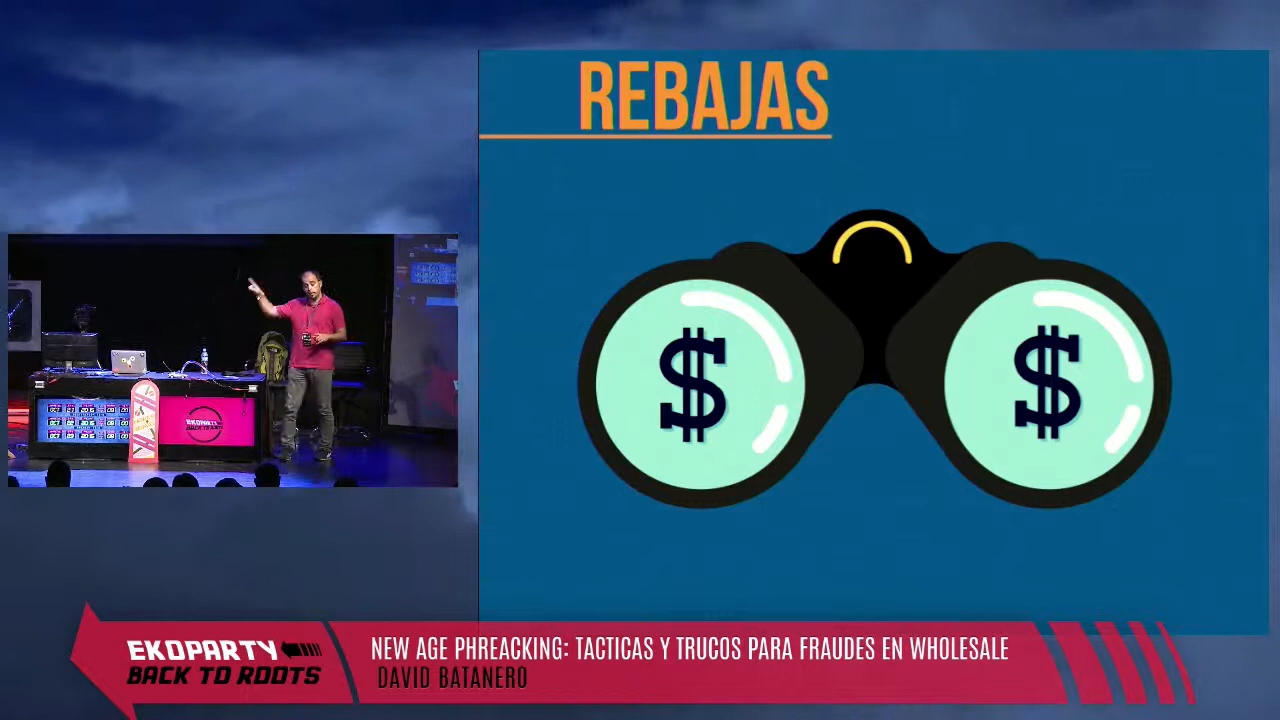 REBAJAS
$ $
EKOPARTY
BACK TO ROOTS
NEW AGE PHREACKING: TACTICAS Y TRUCOS PARA FRAUDES EN WHOLESALE
DAVID BATANERO